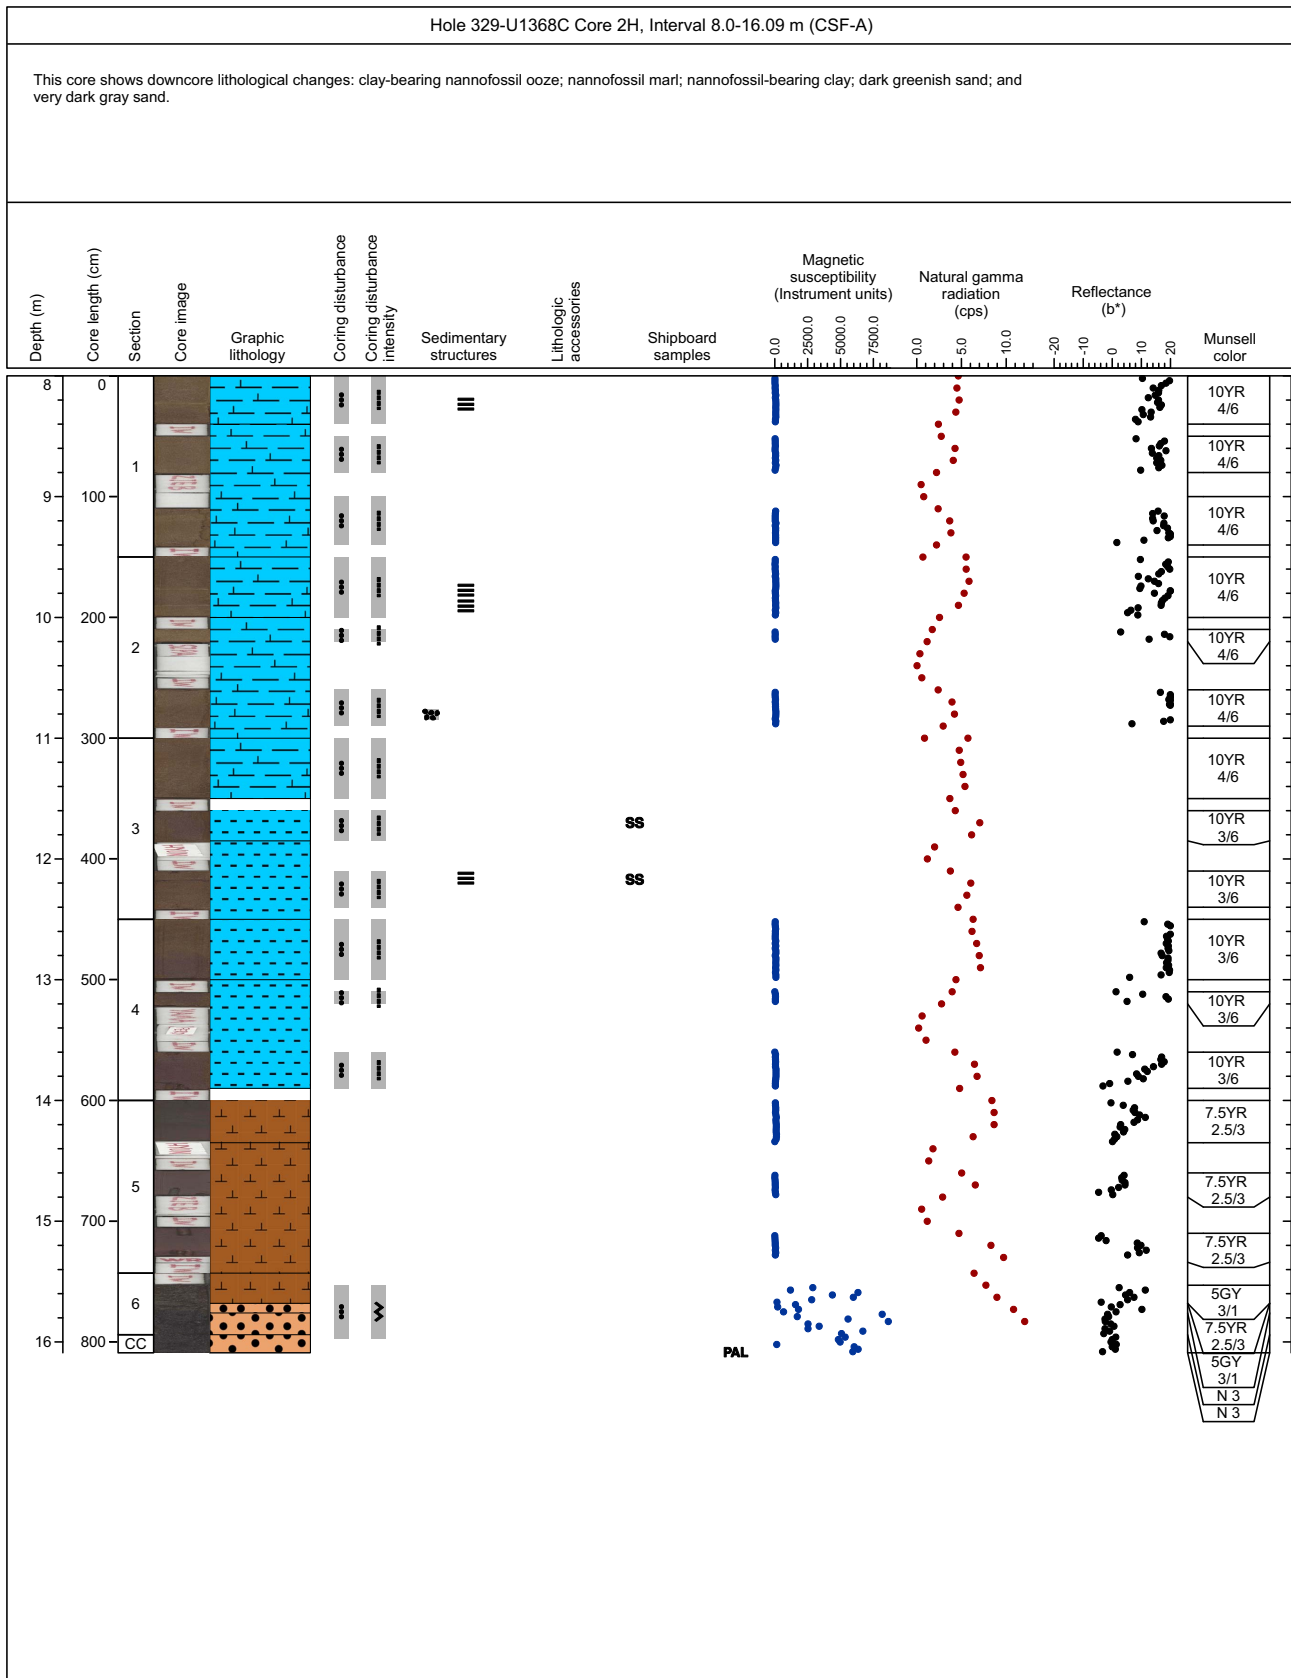 Hole 329-U1368C Core 2H, Interval 8.0-16.09 m (CSF-A)
This core shows downcore lithological changes: clay-bearing nannofossil ooze; nannofossil marl; nannofossil-bearing clay; dark greenish sand; and
very dark gray sand.
Depth (m)
Core length (cm)
Section
Core image
Graphic
lithology
Coring disturbance
Coring disturbance
intensity
Sedimentary
structures
Lithologic
accessories
Shipboard
samples
Magnetic
susceptibility
(Instrument units)
0.0 2500.0 5000.0 7500.0
Natural gamma
radiation
(cps)
0.0 5.0 10.0
Reflectance
(b*)
-20 -10 0 10 20
Munsell
color
8 0
10YR
4/6
10YR
4/6
1
9 100
10YR
4/6
10YR
4/6
10 200
2
10YR
4/6
10YR
4/6
11 300
10YR
4/6
3
SS
10YR
3/6
12 400
SS
10YR
3/6
10YR
3/6
13 500
4
10YR
3/6
10YR
3/6
14 600
7.5YR
2.5/3
5
7.5YR
2.5/3
15 700
7.5YR
2.5/3
6
5GY
3/1
7.5YR
2.5/3
16 800
CC
PAL
5GY
3/1
N 3
N 3